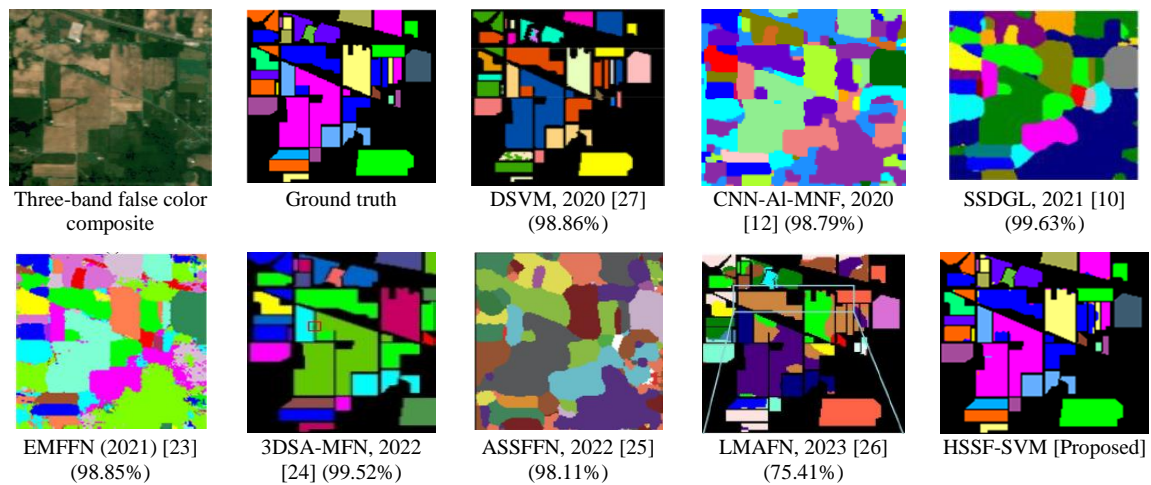 Three-band false color
composite
Ground truth
DSVM, 2020 [27]
(98.86%)
CNN-Al-MNF, 2020
[12] (98.79%)
SSDGL, 2021 [10]
(99.63%)
EMFFN (2021) [23]
(98.85%)
3DSA-MFN, 2022
[24] (99.52%)
ASSFFN, 2022 [25]
(98.11%)
LMAFN, 2023 [26]
(75.41%)
HSSF-SVM [Proposed]